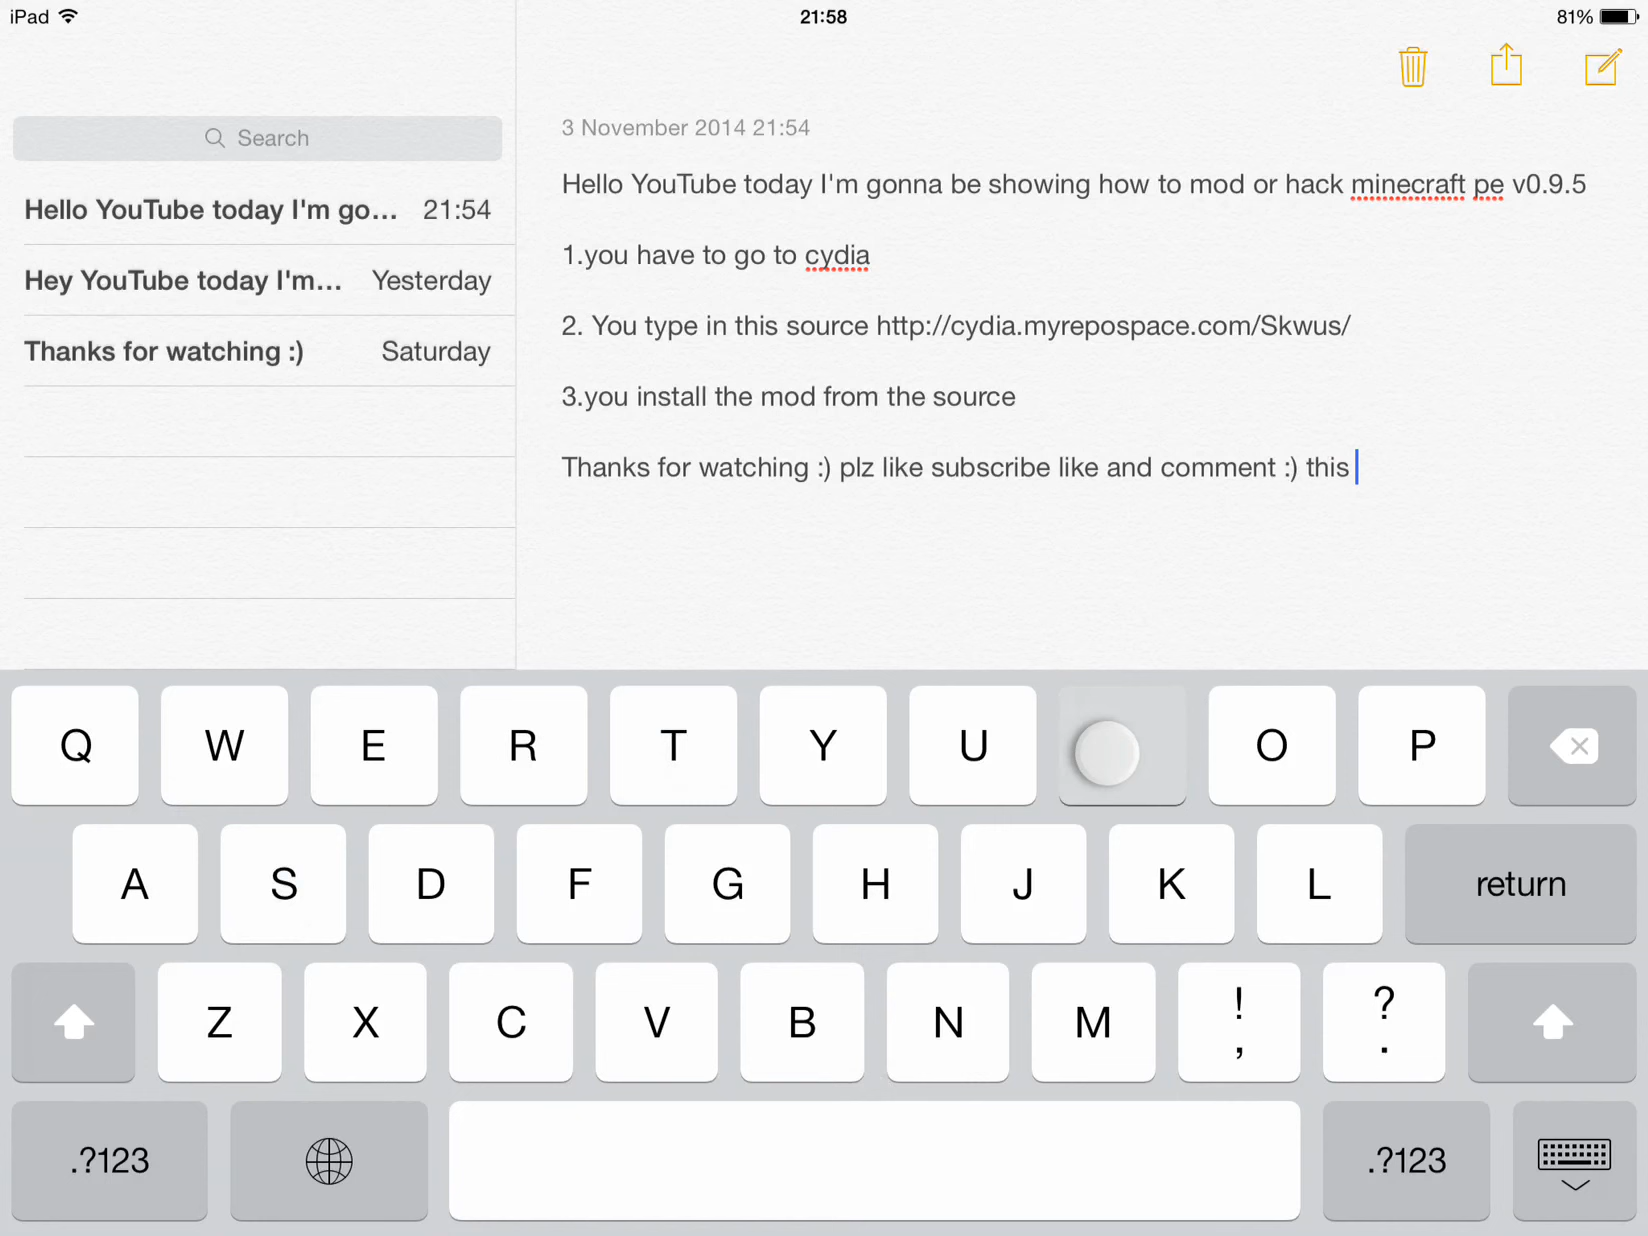 iPad 21:58 81%
Search
Hello YouTube today I'm go... 21:54
Hey YouTube today I'm... Yesterday
Thanks for watching :) Saturday
3 November 2014 21:54
Hello YouTube today I'm gonna be showing how to mod or hack minecraft pe v0.9.5
1.you have to go to cydia
2. You type in this source http://cydia.myrepospace.com/Skwus/
3.you install the mod from the source
Thanks for watching :) plz like subscribe like and comment :) this
Q W E R T Y U O P
A S D F G H J K L return
Z X C V B N M ! , ? .
.?123 .?123